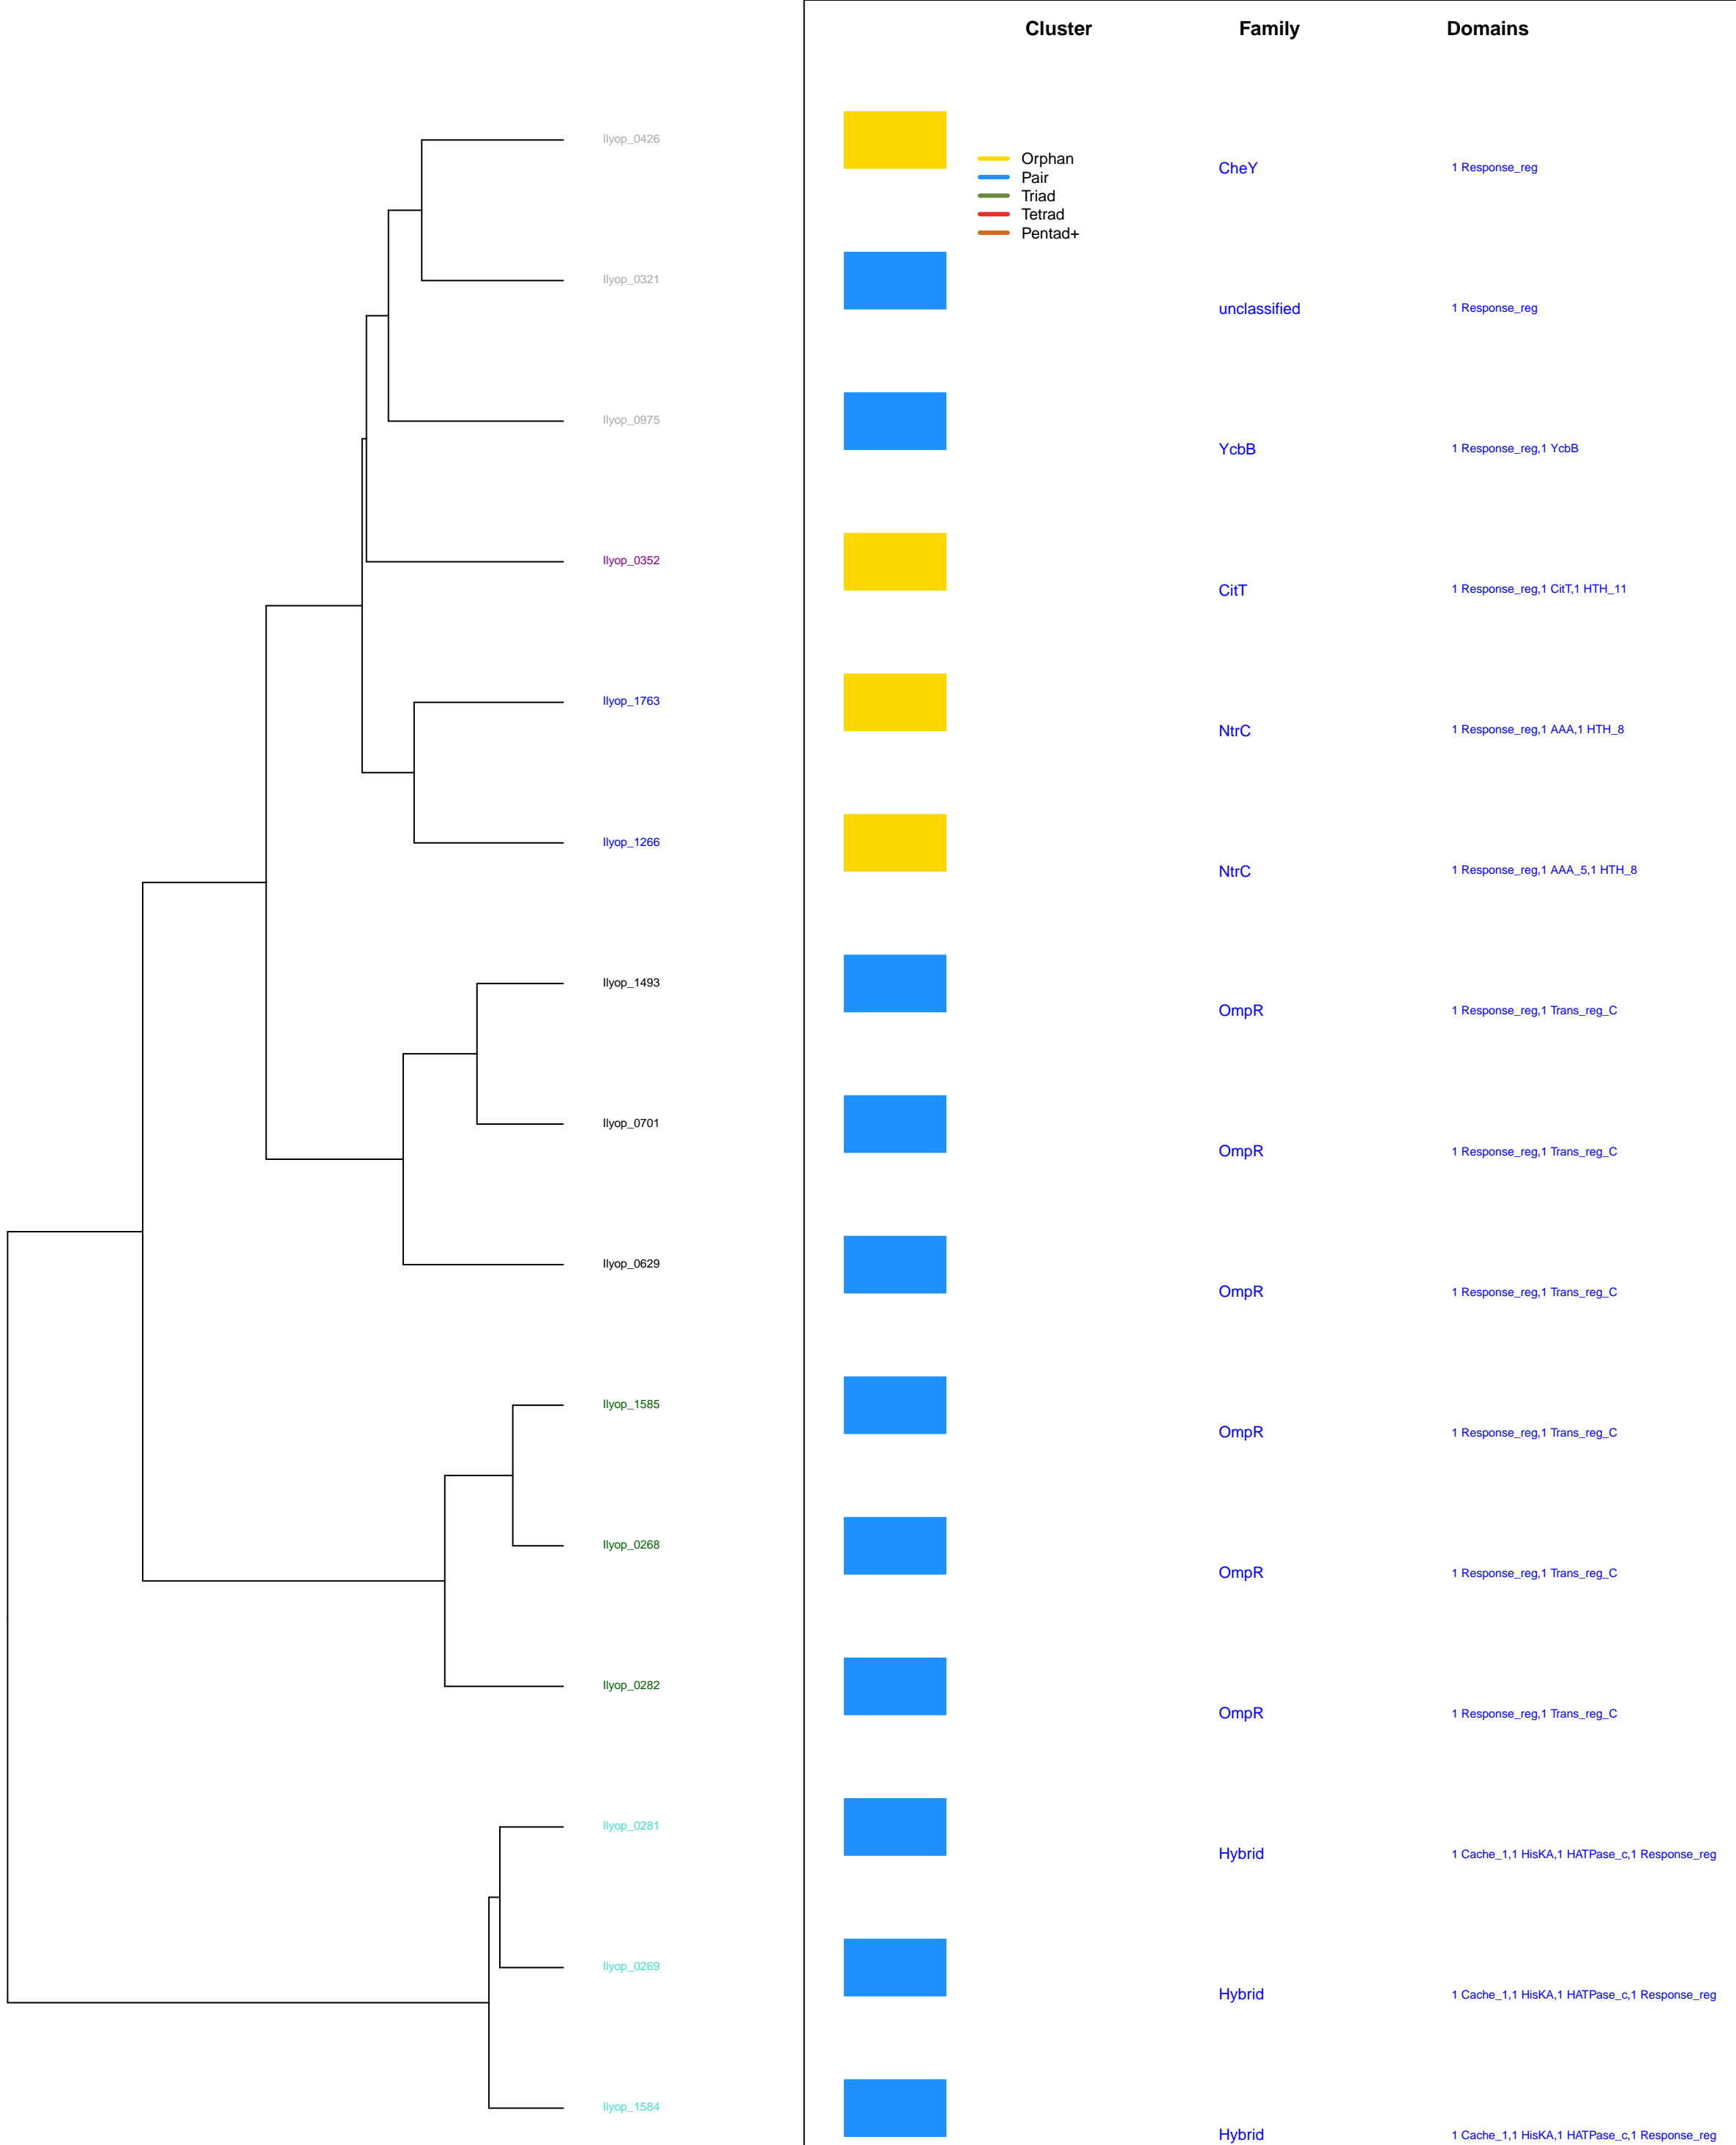 Cluster Family Domains
Ilyop_0426
Orphan
Pair
Triad
Tetrad
Pentad+
CheY 1 Response_reg
Ilyop_0321
unclassified 1 Response_reg
Ilyop_0975
YcbB 1 Response_reg,1 YcbB
Ilyop_0352
CitT 1 Response_reg,1 CitT,1 HTH_11
Ilyop_1763
NtrC 1 Response_reg,1 AAA,1 HTH_8
Ilyop_1266
NtrC 1 Response_reg,1 AAA_5,1 HTH_8
Ilyop_1493
OmpR 1 Response_reg,1 Trans_reg_C
Ilyop_0701
OmpR 1 Response_reg,1 Trans_reg_C
Ilyop_0629
OmpR 1 Response_reg,1 Trans_reg_C
Ilyop_1585
OmpR 1 Response_reg,1 Trans_reg_C
Ilyop_0268
OmpR 1 Response_reg,1 Trans_reg_C
Ilyop_0282
OmpR 1 Response_reg,1 Trans_reg_C
Ilyop_0281
Hybrid 1 Cache_1,1 HisKA,1 HATPase_c,1 Response_reg
Ilyop_0269
Hybrid 1 Cache_1,1 HisKA,1 HATPase_c,1 Response_reg
Ilyop_1584
Hybrid 1 Cache_1,1 HisKA,1 HATPase_c,1 Response_reg